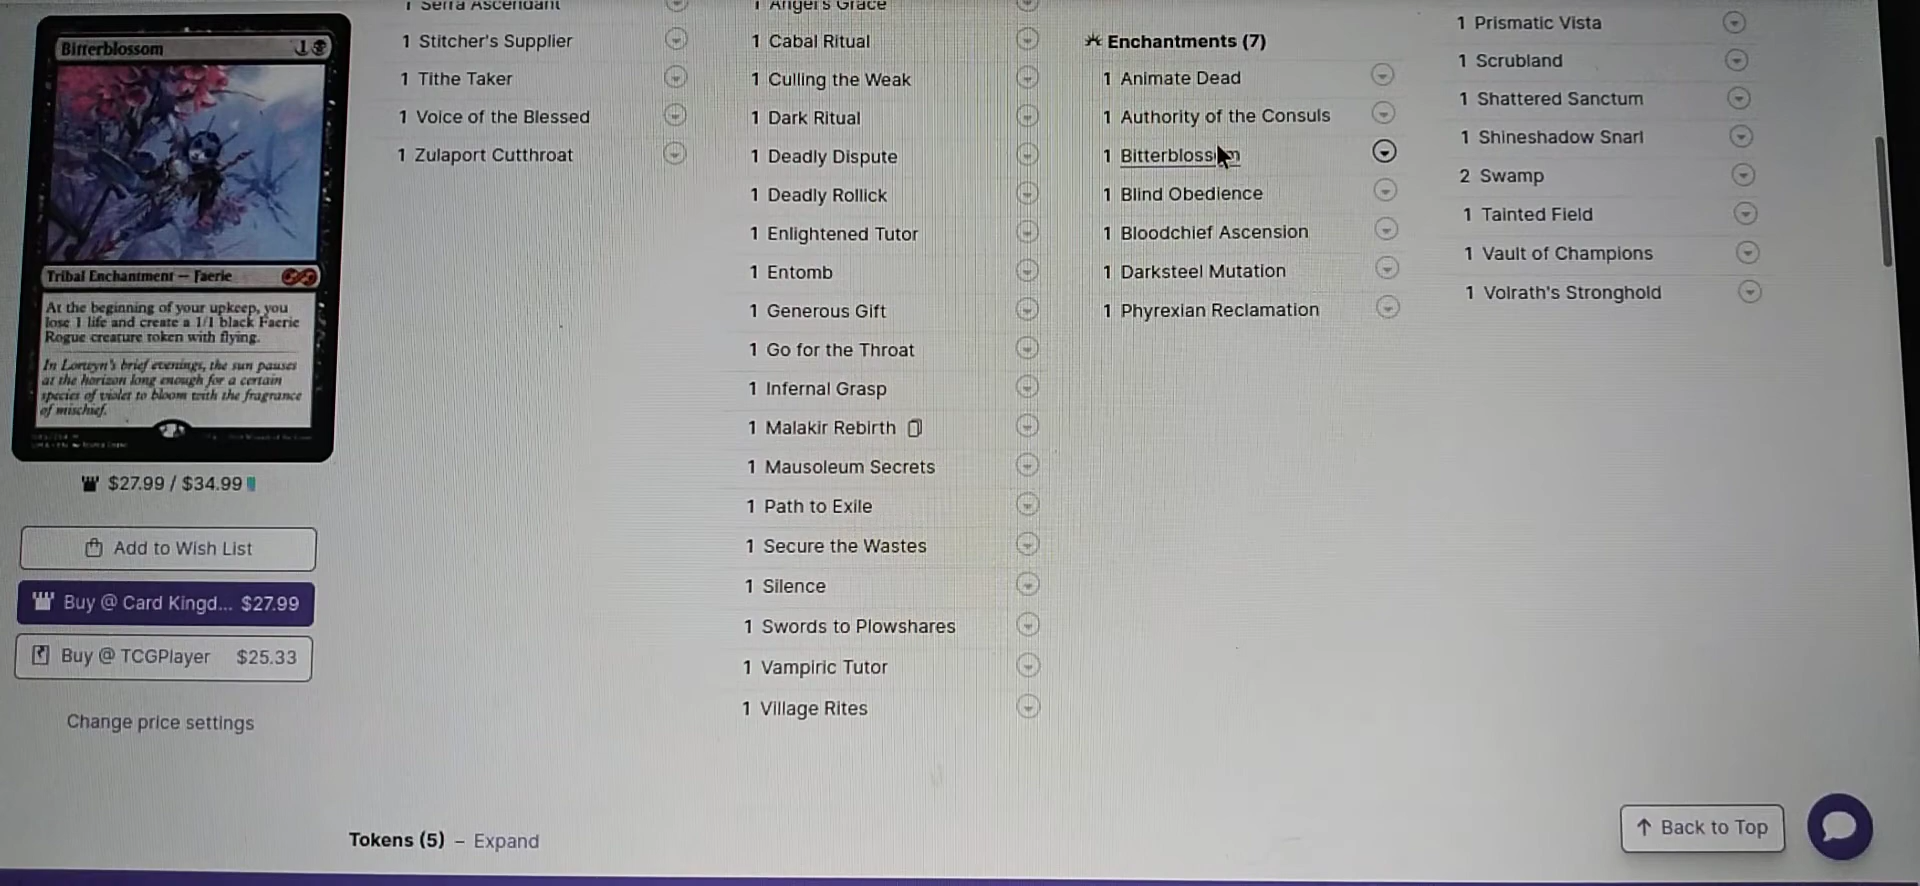 Bitterblossom 1
Tribal Enchantment — Faerie
At the beginning of your upkeep, you
lose 1 life and create a 1/1 black Faerie
Rogue creature token with flying.
In Lorwyn's brief evenings, the sun pauses
at the horizon long enough for a certain
species of violet to bloom with the fragrance
of mischief.
$27.99 / $34.99
Add to Wish List
Buy @ Card Kingd... $27.99
Buy @ TCGPlayer $25.33
Change price settings
1 Serra Ascendant
1 Stitcher's Supplier
1 Tithe Taker
1 Voice of the Blessed
1 Zulaport Cutthroat
1 Angel's Grace
1 Cabal Ritual
1 Culling the Weak
1 Dark Ritual
1 Deadly Dispute
1 Deadly Rollick
1 Enlightened Tutor
1 Entomb
1 Generous Gift
1 Go for the Throat
1 Infernal Grasp
1 Malakir Rebirth
1 Mausoleum Secrets
1 Path to Exile
1 Secure the Wastes
1 Silence
1 Swords to Plowshares
1 Vampiric Tutor
1 Village Rites
Enchantments (7)
1 Animate Dead
1 Authority of the Consuls
1 Bitterblossom
1 Blind Obedience
1 Bloodchief Ascension
1 Darksteel Mutation
1 Phyrexian Reclamation
1 Prismatic Vista
1 Scrubland
1 Shattered Sanctum
1 Shineshadow Snarl
2 Swamp
1 Tainted Field
1 Vault of Champions
1 Volrath's Stronghold
Tokens (5) – Expand
↑ Back to Top